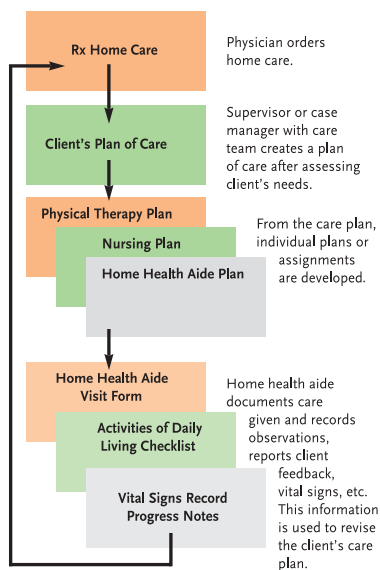 Rx Home Care
Physician orders
home care.
Client's Plan of Care
Supervisor or case
manager with care
team creates a plan
of care after assessing
client's needs.
Physical Therapy Plan
Nursing Plan
Home Health Aide Plan
From the care plan,
individual plans or
assignments
are developed.
Home Health Aide
Visit Form
Activities of Daily
Living Checklist
Vital Signs Record
Progress Notes
Home health aide
documents care
given and records
observations,
reports client
feedback,
vital signs, etc.
This information
is used to revise
the client's care
plan.